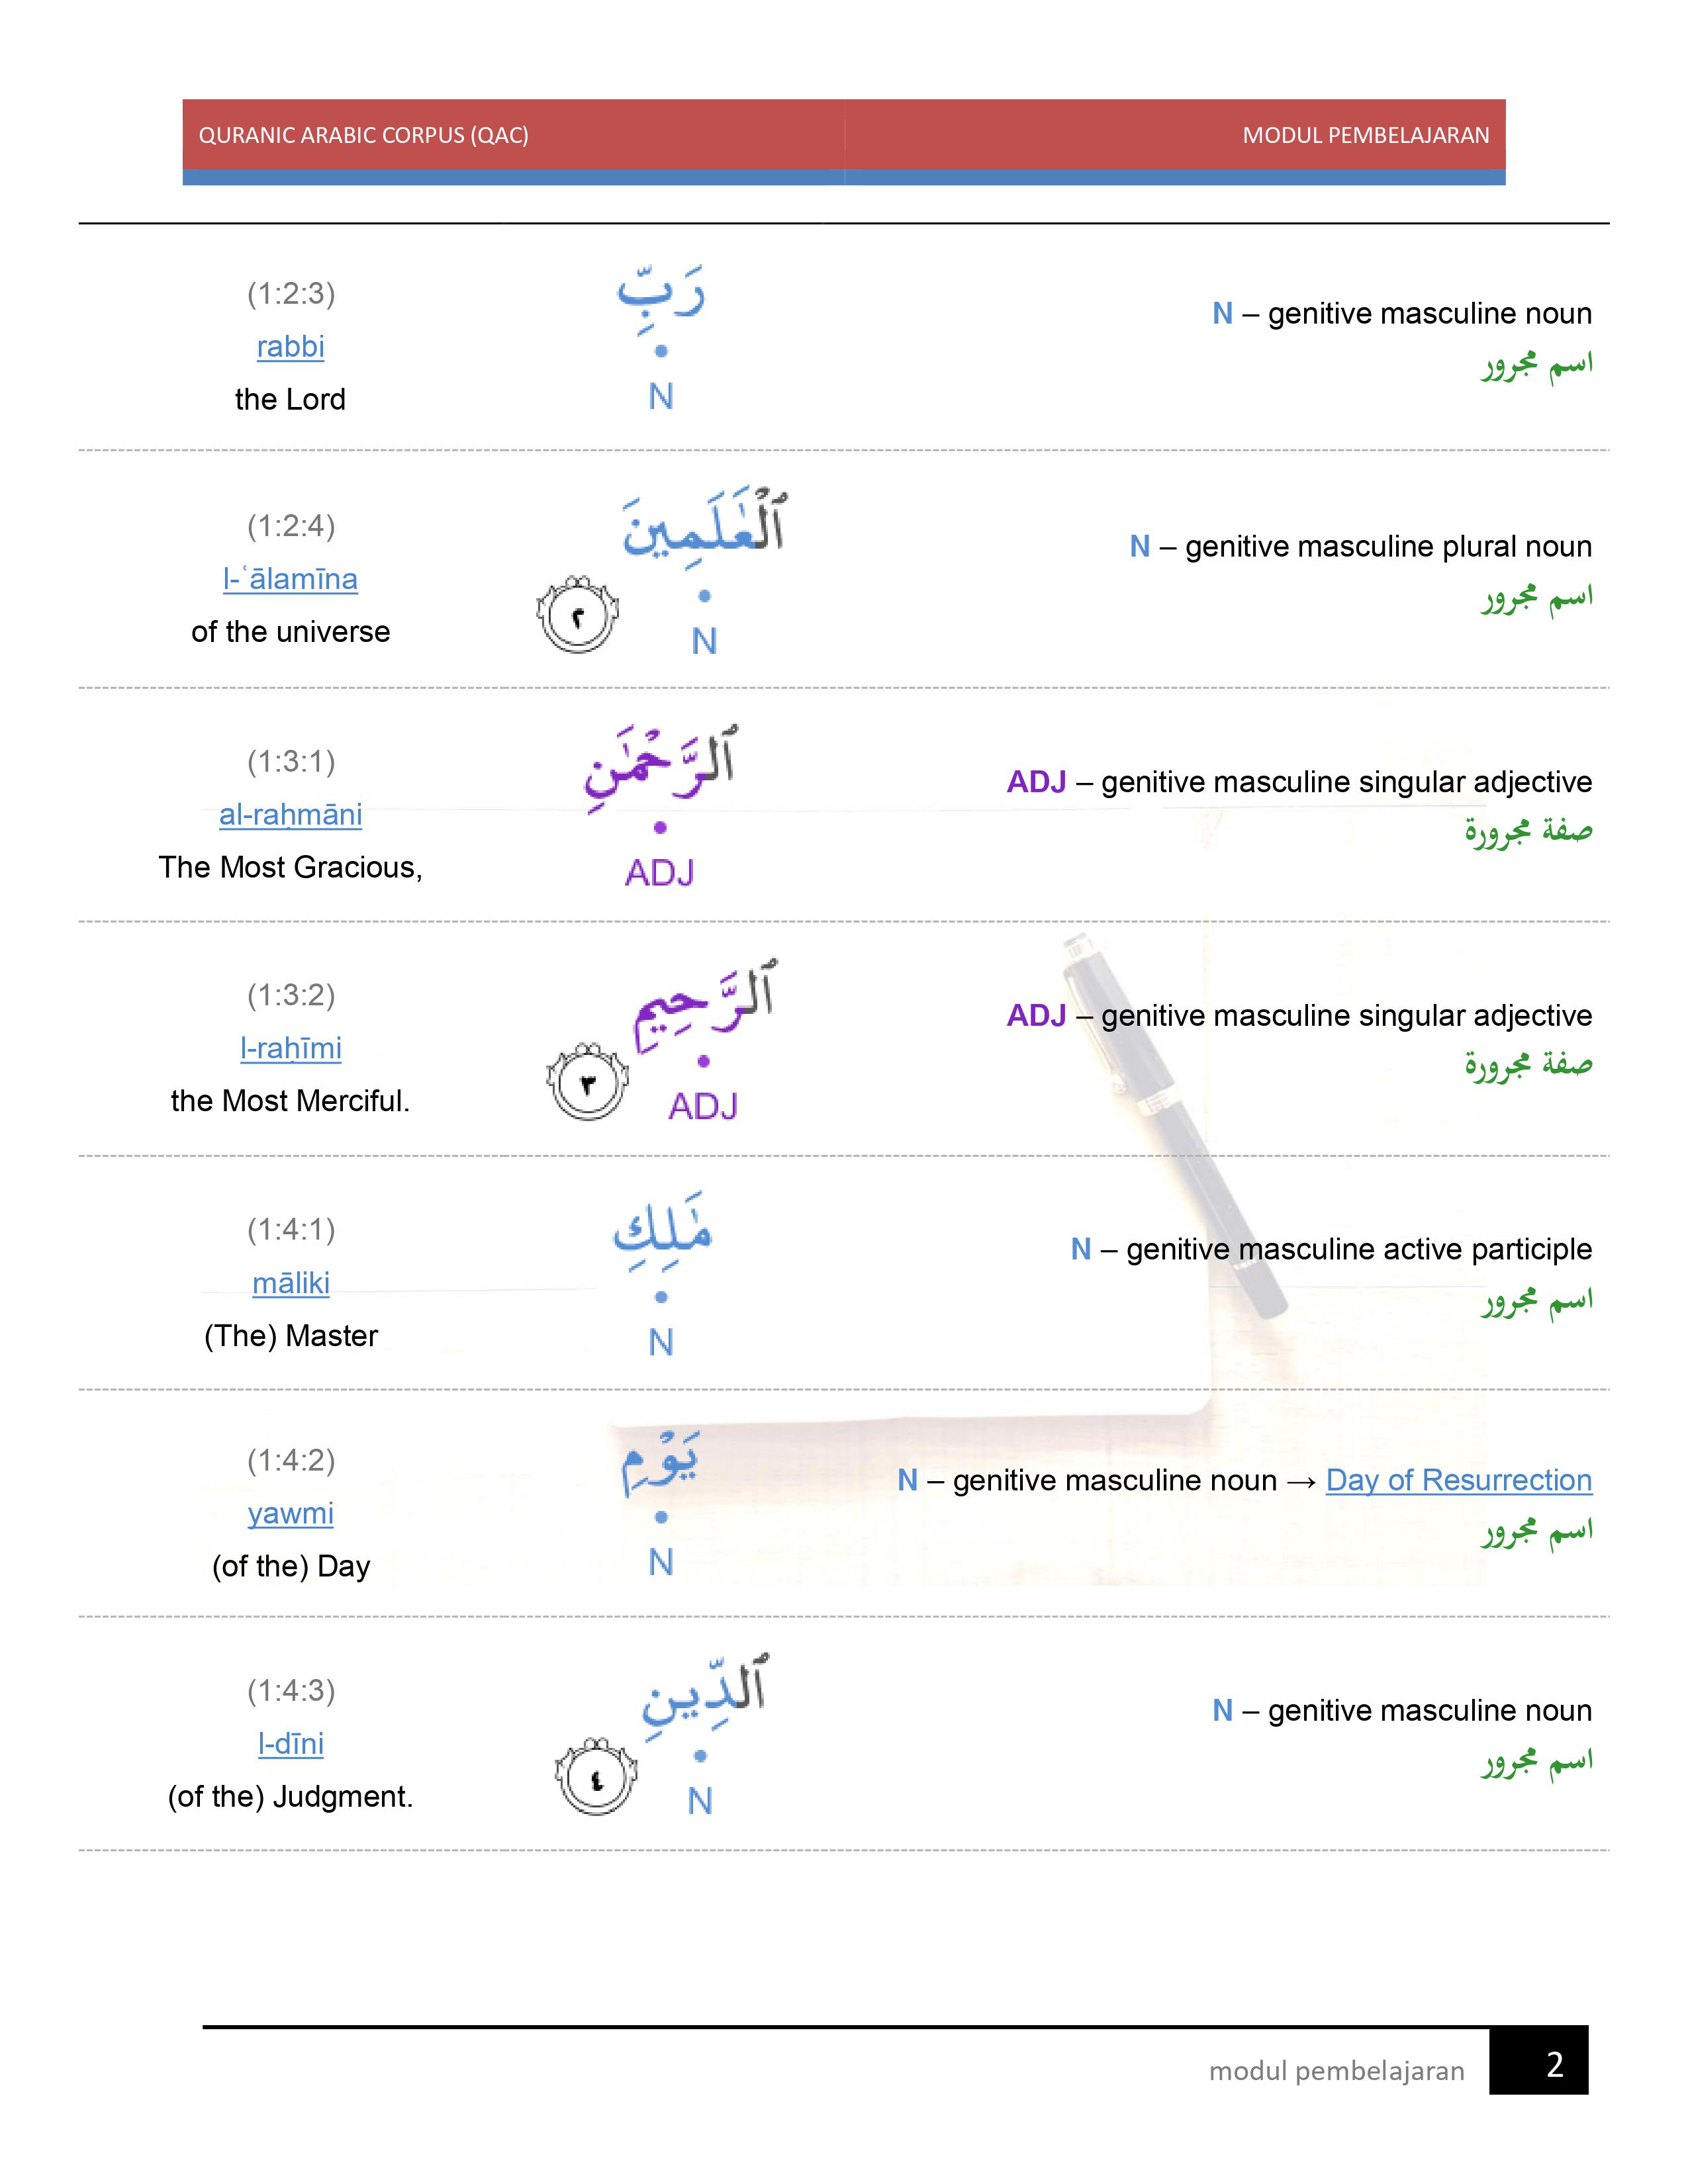 QURANIC ARABIC CORPUS (QAC) MODUL PEMBELAJARAN
(1:2:3)
rabbi
the Lord
رَبِّ
N
N – genitive masculine noun
اسم مجرور
(1:2:4)
l-ʿālamīna
of the universe
ٱلْعَٰلَمِينَ
٢
N
N – genitive masculine plural noun
اسم مجرور
(1:3:1)
al-raḥmāni
The Most Gracious,
ٱلرَّحْمَٰنِ
ADJ
ADJ – genitive masculine singular adjective
صفة مجرورة
(1:3:2)
l-raḥīmi
the Most Merciful.
ٱلرَّحِيمِ
٣
ADJ
ADJ – genitive masculine singular adjective
صفة مجرورة
(1:4:1)
māliki
(The) Master
مَٰلِكِ
N
N – genitive masculine active participle
اسم مجرور
(1:4:2)
yawmi
(of the) Day
يَوْمِ
N
N – genitive masculine noun → Day of Resurrection
اسم مجرور
(1:4:3)
l-dīni
(of the) Judgment.
ٱلدِّينِ
٤
N
N – genitive masculine noun
اسم مجرور
modul pembelajaran 2